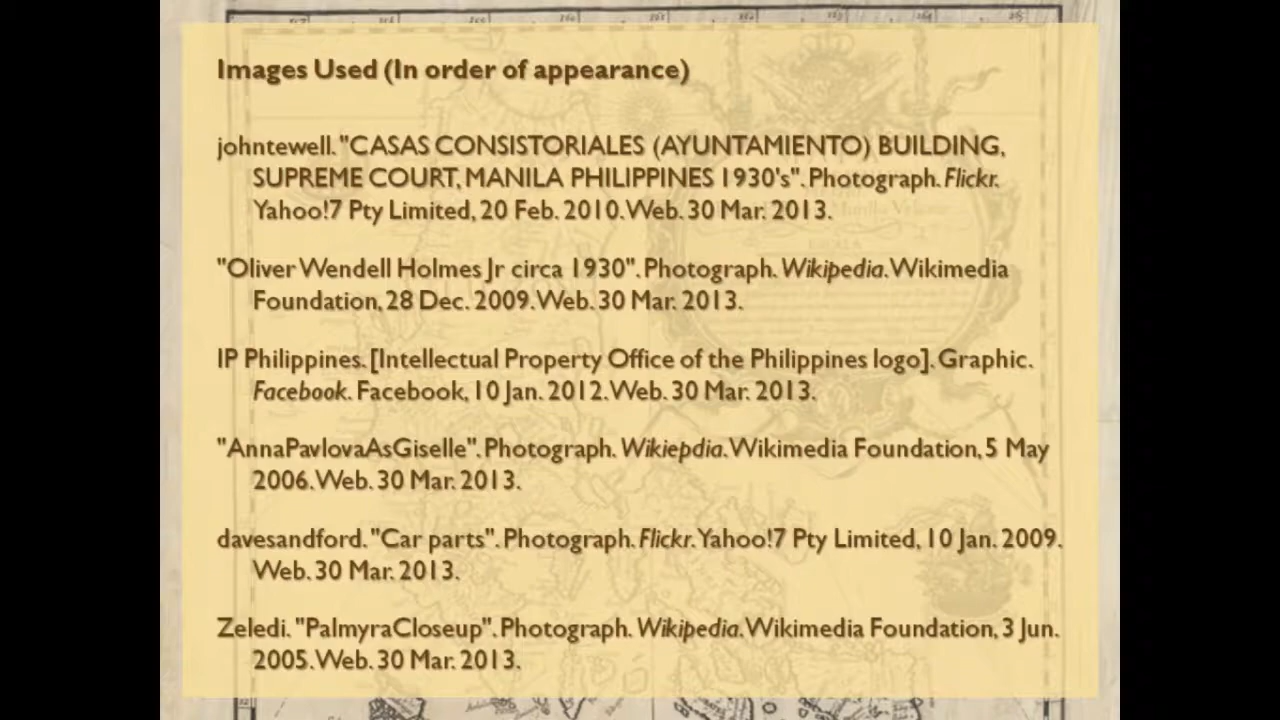 Images Used (In order of appearance)
johntewell. "CASAS CONSISTORIALES (AYUNTAMIENTO) BUILDING,
SUPREME COURT, MANILA PHILIPPINES 1930's". Photograph. Flickr.
Yahoo!7 Pty Limited, 20 Feb. 2010. Web. 30 Mar. 2013.
"Oliver Wendell Holmes Jr circa 1930". Photograph. Wikipedia. Wikimedia
Foundation, 28 Dec. 2009. Web. 30 Mar. 2013.
IP Philippines. [Intellectual Property Office of the Philippines logo]. Graphic.
Facebook. Facebook, 10 Jan. 2012. Web. 30 Mar. 2013.
"AnnaPavlovaAsGiselle". Photograph. Wikiepdia. Wikimedia Foundation, 5 May
2006. Web. 30 Mar. 2013.
davesandford. "Car parts". Photograph. Flickr. Yahoo!7 Pty Limited, 10 Jan. 2009.
Web. 30 Mar. 2013.
Zeledi. "PalmyraCloseup". Photograph. Wikipedia. Wikimedia Foundation, 3 Jun.
2005. Web. 30 Mar. 2013.